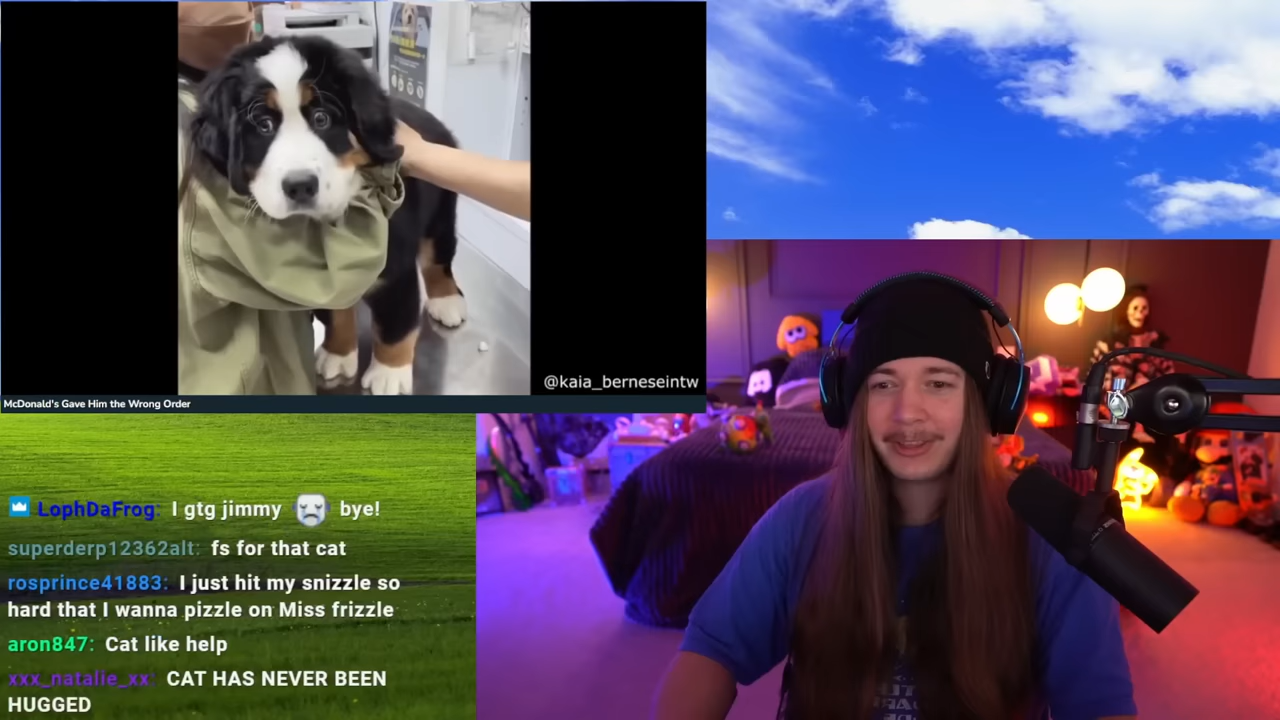 @kaia_berneseintw
McDonald's Gave Him the Wrong Order
LophDaFrog: I gtg jimmy bye!
superderp12362alt: fs for that cat
rosprince41883: I just hit my snizzle so
hard that I wanna pizzle on Miss frizzle
aron847: Cat like help
xxx_natalie_xx: CAT HAS NEVER BEEN
HUGGED